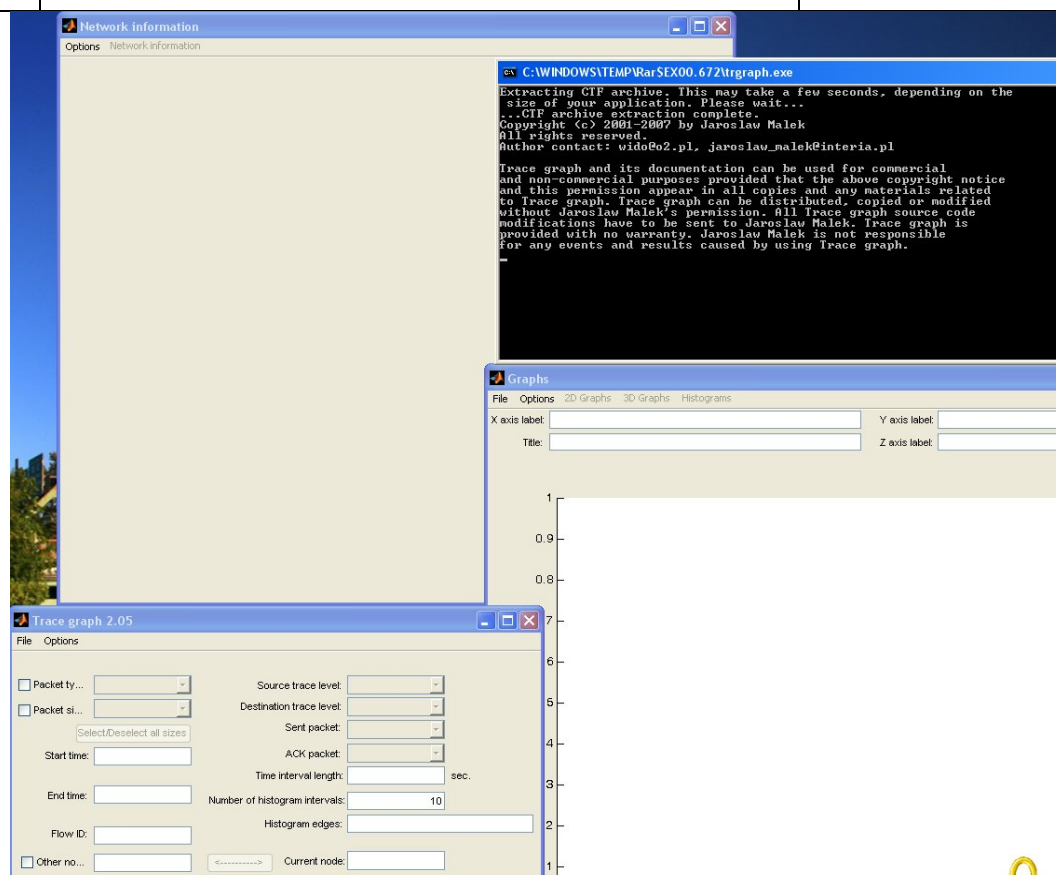 Network information
Options Network information
C:\WINDOWS\TEMP\Rar$EX00.672\trgraph.exe
Extracting CTF archive. This may take a few seconds, depending on the
size of your application. Please wait...
...CTF archive extraction complete.
Copyright (c) 2001-2007 by Jaroslaw Malek
All rights reserved.
Author contact: wido@o2.pl, jaroslaw_malek@interia.pl
Trace graph and its documentation can be used for commercial
and non-commercial purposes provided that the above copyright notice
and this permission appear in all copies and any materials related
to Trace graph. Trace graph can be distributed, copied or modified
without Jaroslaw Malek's permission. All Trace graph source code
modifications have to be sent to Jaroslaw Malek. Trace graph is
provided with no warranty. Jaroslaw Malek is not responsible
for any events and results caused by using Trace graph.
Graphs
File Options 2D Graphs 3D Graphs Histograms
X axis label: Y axis label:
Title: Z axis label:
1
0.9
0.8
7
6
5
4
3
2
1
Trace graph 2.05
File Options
Packet ty... Source trace level:
Packet si... Destination trace level:
Select/Deselect all sizes Sent packet:
Start time: ACK packet:
Time interval length: sec.
End time: Number of histogram intervals: 10
Histogram edges:
Flow ID:
Other no... <----------> Current node: